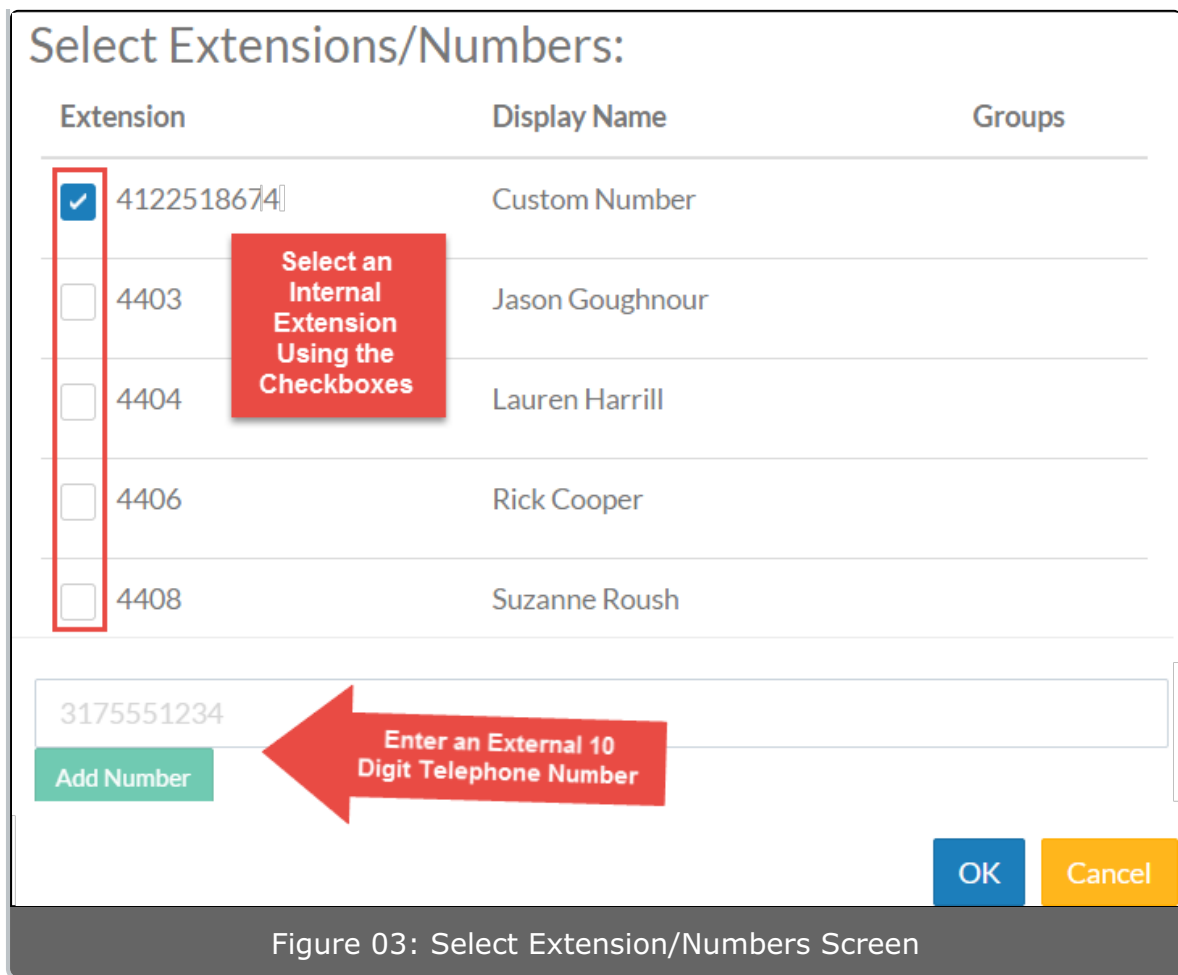 Select Extensions/Numbers:
Extension Display Name Groups
4122518674 Custom Number
Select an
Internal
Extension
Using the
Checkboxes
4403 Jason Goughnour
4404 Lauren Harrill
4406 Rick Cooper
4408 Suzanne Roush
3175551234
Enter an External 10
Digit Telephone Number
Add Number
OK Cancel
Figure 03: Select Extension/Numbers Screen